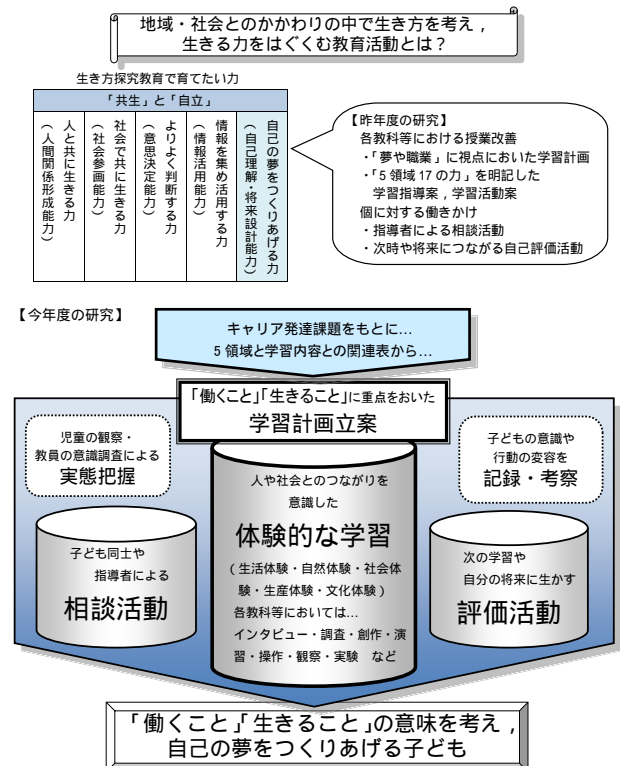 地域・社会とのかかわりの中で生き方を考え，
生きる力をはぐくむ教育活動とは？
生き方探究教育で育てたい力
「共生」と「自立」
人と共に生きる力
（人間関係形成能力）
社会で共に生きる力
（社会参画能力）
よりよく判断する力
（意思決定能力）
情報を集め活用する力
（情報活用能力）
自己の夢をつくりあげる力
（自己理解・将来設計能力）
【昨年度の研究】
各教科等における授業改善
・「夢や職業」に視点においた学習計画
・「5領域17の力」を明記した
学習指導案，学習活動案
個に対する働きかけ
・指導者による相談活動
・次時や将来につながる自己評価活動
【今年度の研究】
キャリア発達課題をもとに…
5領域と学習内容との関連表から…
「働くこと」「生きること」に重点をおいた
学習計画立案
児童の観察・
教員の意識調査による
実態把握
子どもの意識や
行動の変容を
記録・考察
人や社会とのつながりを
意識した
体験的な学習
（生活体験・自然体験・社会体
験・生産体験・文化体験）
各教科等においては…
インタビュー・調査・創作・演
習・操作・観察・実験　など
子ども同士や
指導者による
相談活動
次の学習や
自分の将来に生かす
評価活動
「働くこと」「生きること」の意味を考え，
自己の夢をつくりあげる子ども